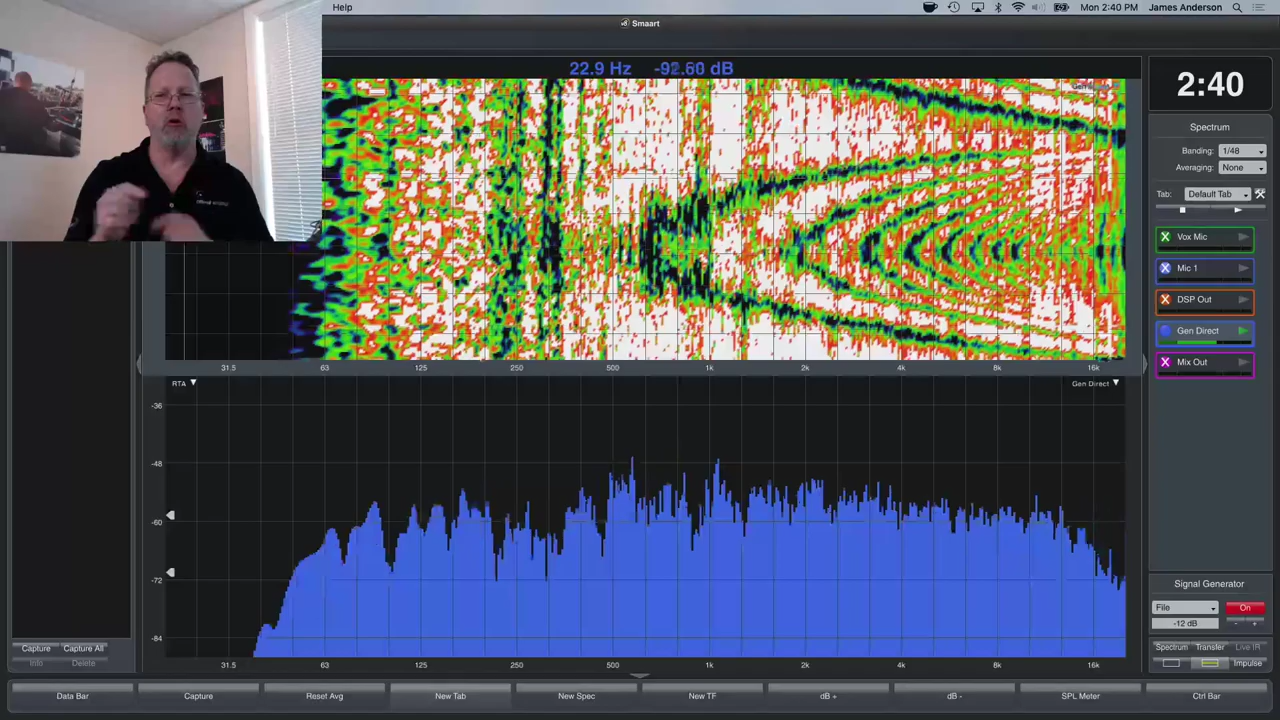 Help
Mon 2:40 PM James Anderson
Smaart
22.9 Hz
2:40
Spectrum
Banding: 1/48
Averaging: None
Tab: Default Tab
Vox Mic
Mic 1
DSP Out
Gen Direct
Mix Out
31.5 63 125 250 500 1k 2k 4k 8k 16k
RTA Gen Direct
-36
-48
-60
-72
-84
31.5 63 125 250 500 1k 2k 4k 8k 16k
Signal Generator
File On
-12 dB - +
Spectrum Transfer Live IR
Impulse
Capture Capture All
Info Delete
Data Bar Capture Reset Avg New Tab New Spec New TF dB + dB - SPL Meter Ctrl Bar